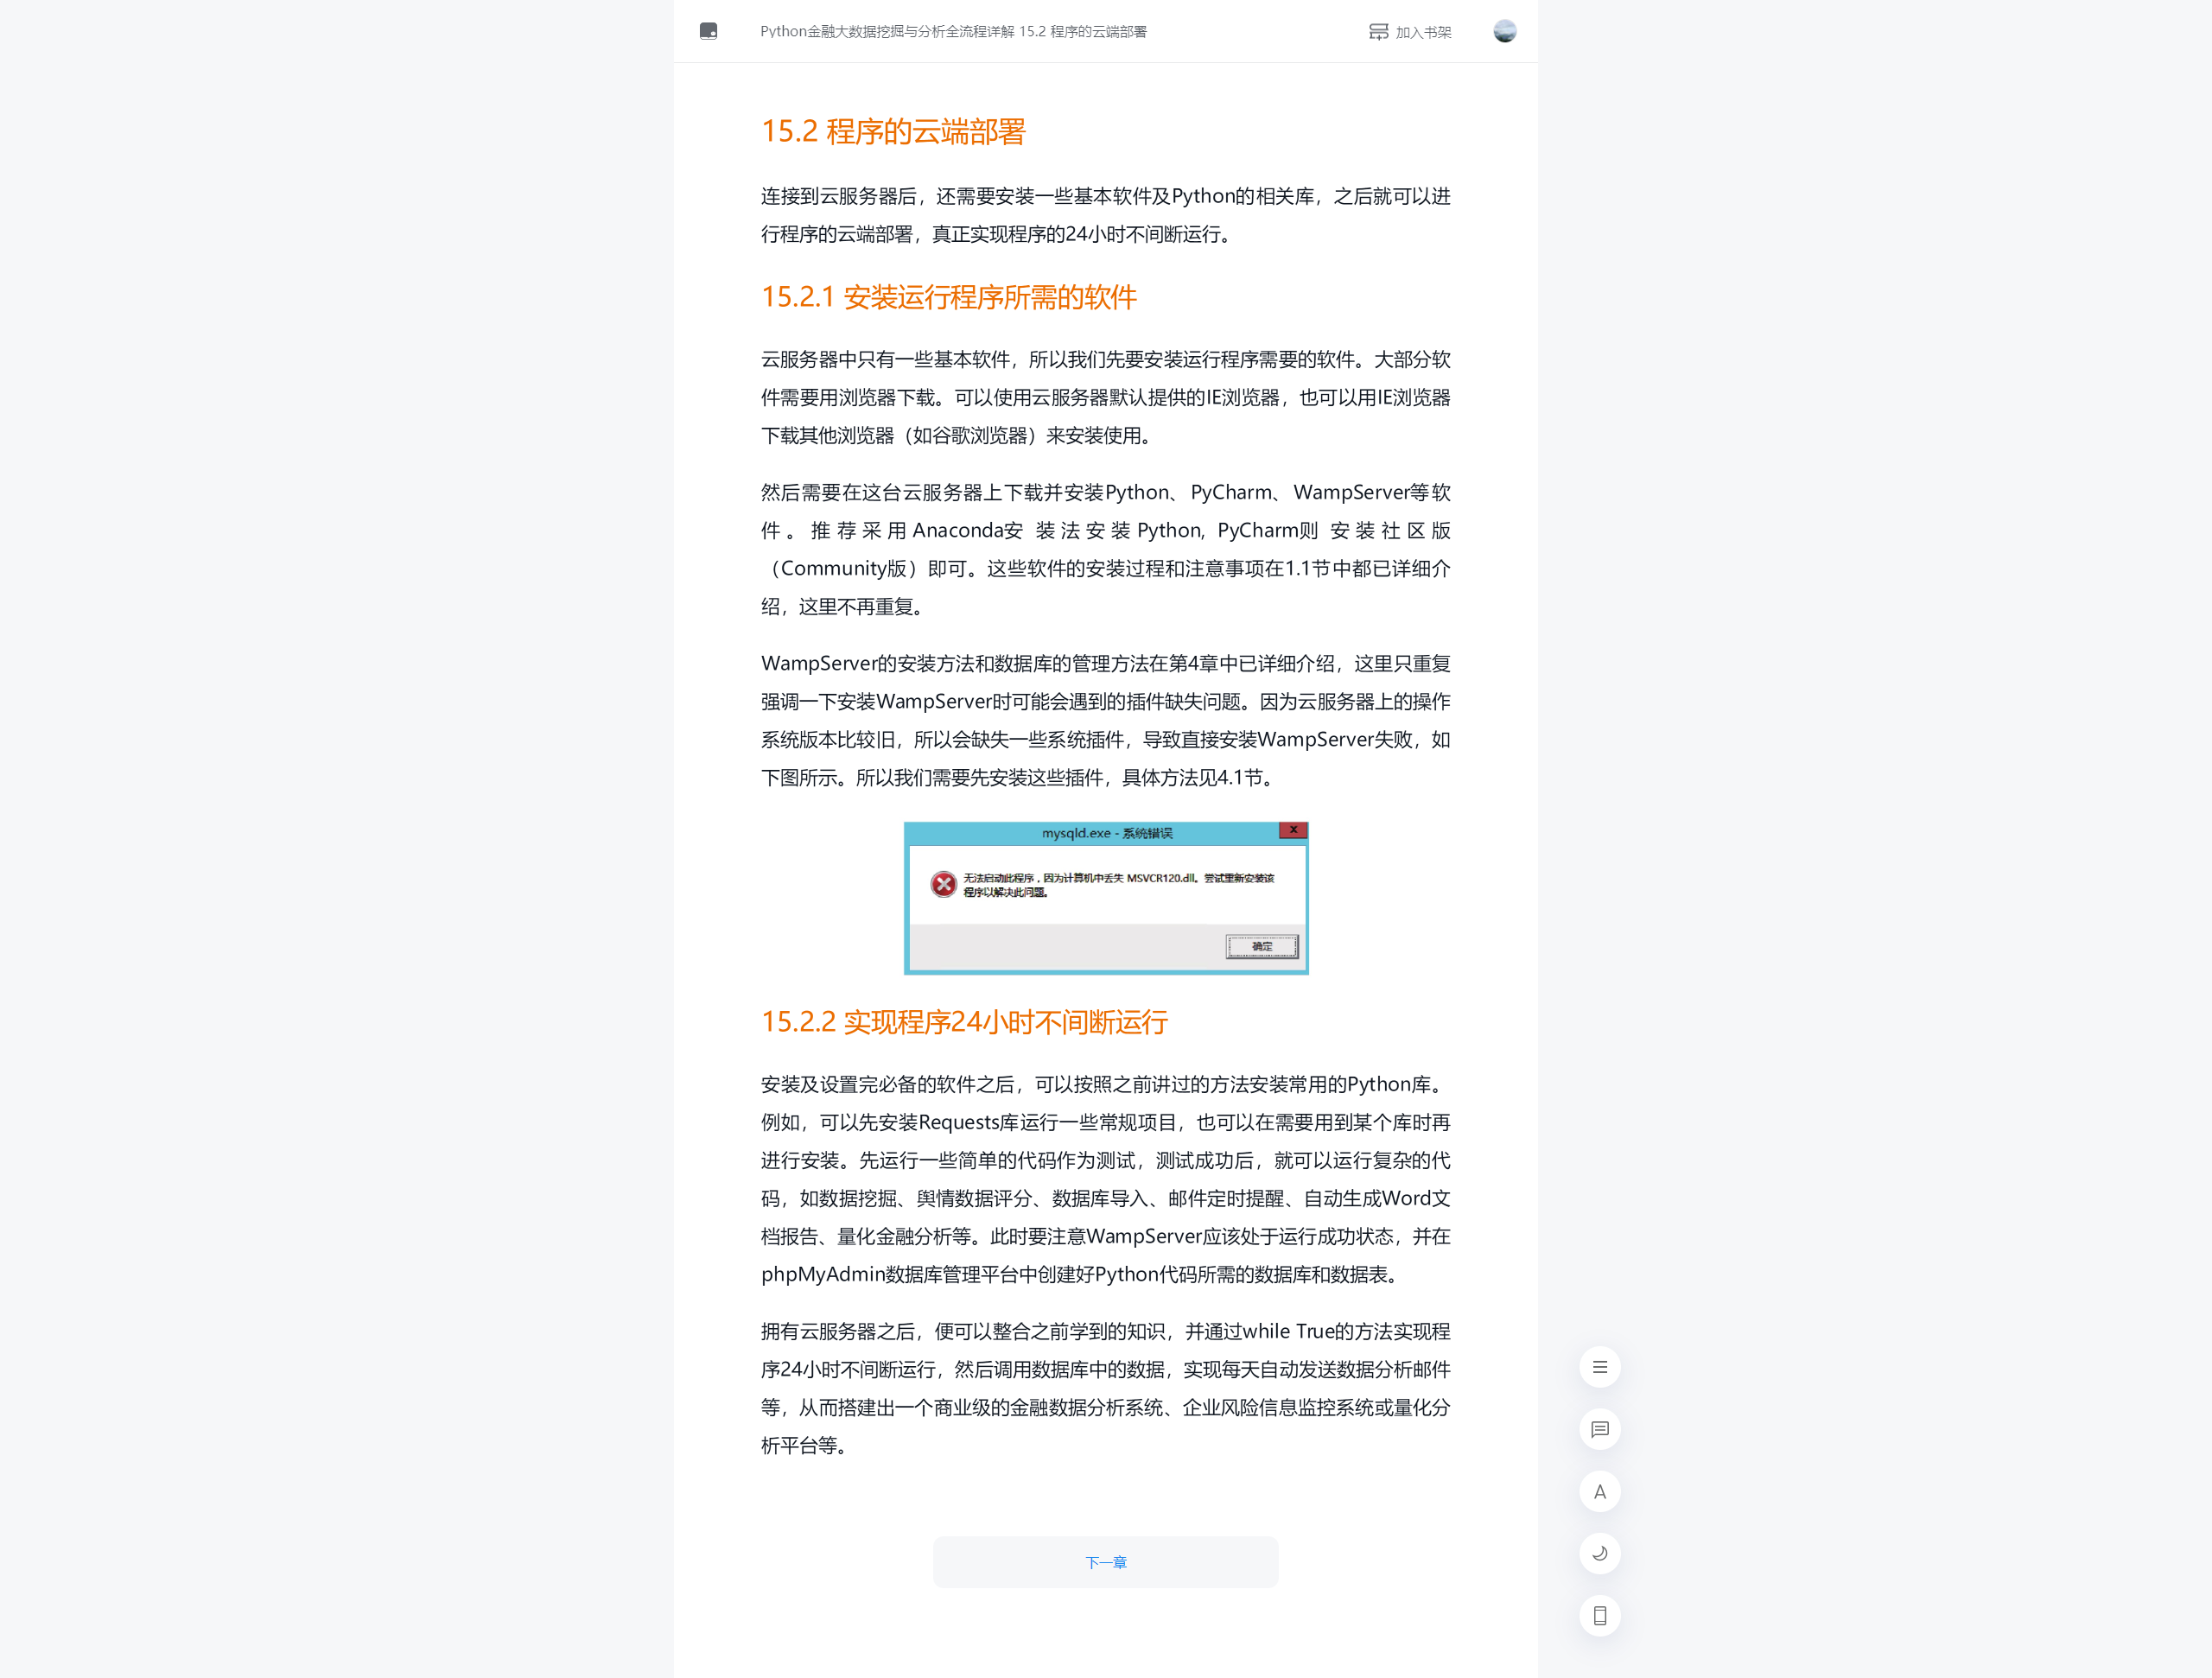 Python金融大数据挖掘与分析全流程详解 15.2 程序的云端部署
加入书架
15.2 程序的云端部署
连接到云服务器后，还需要安装一些基本软件及Python的相关库，之后就可以进
行程序的云端部署，真正实现程序的24小时不间断运行。
15.2.1 安装运行程序所需的软件
云服务器中只有一些基本软件，所以我们先要安装运行程序需要的软件。大部分软
件需要用浏览器下载。可以使用云服务器默认提供的IE浏览器，也可以用IE浏览器
下载其他浏览器（如谷歌浏览器）来安装使用。
然后需要在这台云服务器上下载并安装Python、PyCharm、WampServer等软
件。推荐采用Anaconda安 装法安装Python, PyCharm则 安装社区版
（Community版）即可。这些软件的安装过程和注意事项在1.1节中都已详细介
绍，这里不再重复。
WampServer的安装方法和数据库的管理方法在第4章中已详细介绍，这里只重复
强调一下安装WampServer时可能会遇到的插件缺失问题。因为云服务器上的操作
系统版本比较旧，所以会缺失一些系统插件，导致直接安装WampServer失败，如
下图所示。所以我们需要先安装这些插件，具体方法见4.1节。
mysqld.exe - 系统错误
x
无法启动此程序，因为计算机中丢失 MSVCR120.dll。尝试重新安装该
程序以解决此问题。
确定
15.2.2 实现程序24小时不间断运行
安装及设置完必备的软件之后，可以按照之前讲过的方法安装常用的Python库。
例如，可以先安装Requests库运行一些常规项目，也可以在需要用到某个库时再
进行安装。先运行一些简单的代码作为测试，测试成功后，就可以运行复杂的代
码，如数据挖掘、舆情数据评分、数据库导入、邮件定时提醒、自动生成Word文
档报告、量化金融分析等。此时要注意WampServer应该处于运行成功状态，并在
phpMyAdmin数据库管理平台中创建好Python代码所需的数据库和数据表。
拥有云服务器之后，便可以整合之前学到的知识，并通过while True的方法实现程
序24小时不间断运行，然后调用数据库中的数据，实现每天自动发送数据分析邮件
等，从而搭建出一个商业级的金融数据分析系统、企业风险信息监控系统或量化分
析平台等。
A
下一章